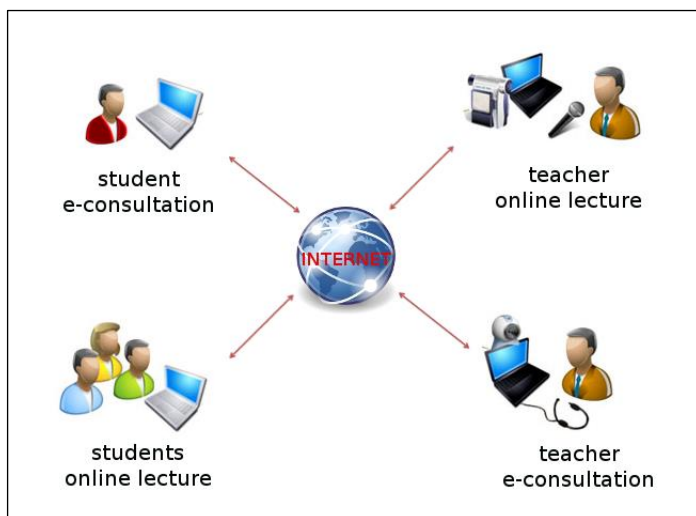 student
e-consultation
teacher
online lecture
INTERNET
students
online lecture
teacher
e-consultation